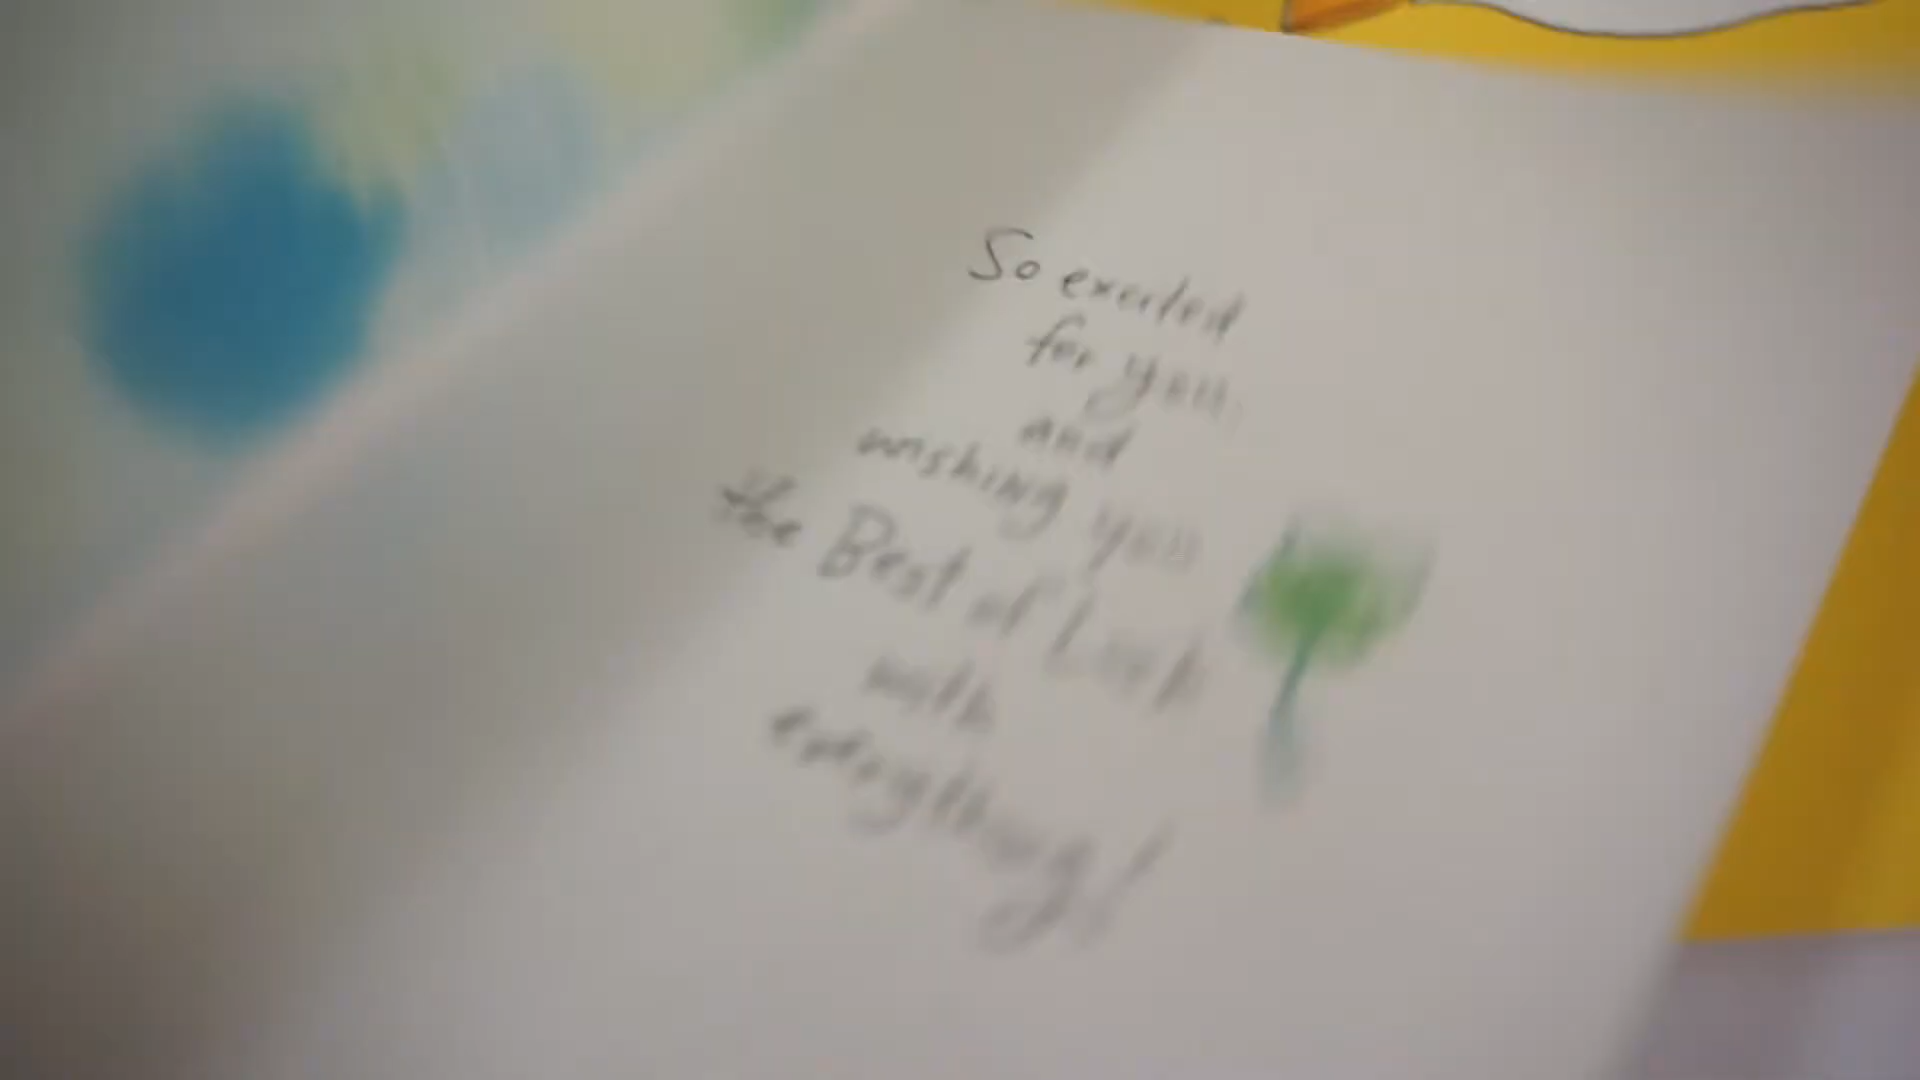 So excited
for you
and
wishing you
the Best of Luck
with
everything!